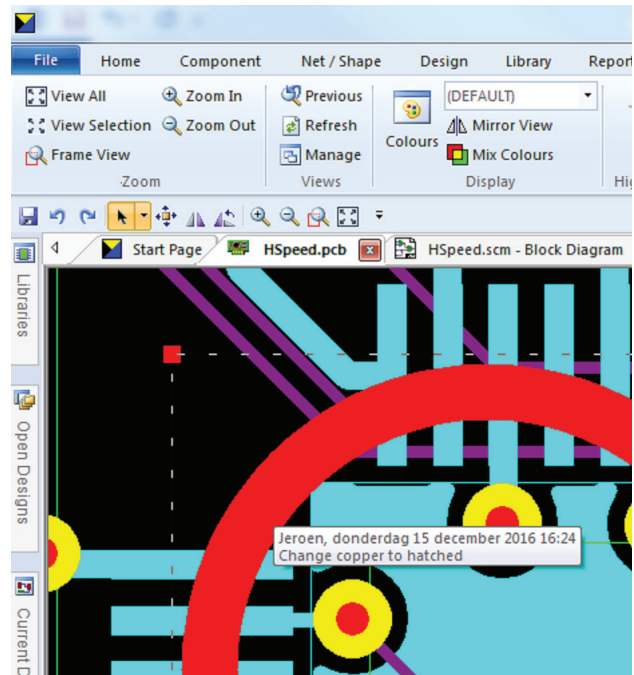 File Home Component Net / Shape Design Library Report
View All Zoom In Previous (DEFAULT)
View Selection Zoom Out Refresh Colours Mirror View
Frame View Manage Mix Colours
Zoom Views Display Hig
Start Page HSpeed.pcb HSpeed.scm - Block Diagram
Libraries
Open Designs
Current D
Jeroen, donderdag 15 december 2016 16:24
Change copper to hatched